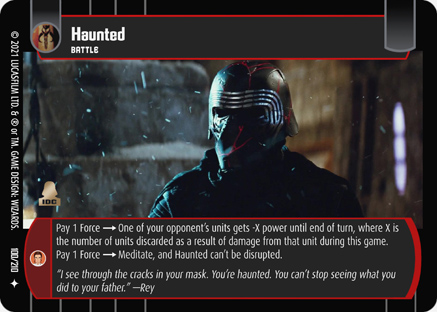 Haunted
BATTLE
© 2021 LUCASFILM LTD. & ® or TM. GAME DESIGN: WIZARDS.
100/210
IDC
Pay 1 Force → One of your opponent's units gets -X power until end of turn, where X is
the number of units discarded as a result of damage from that unit during this game.
Pay 1 Force → Meditate, and Haunted can't be disrupted.
"I see through the cracks in your mask. You're haunted. You can't stop seeing what you
did to your father." —Rey